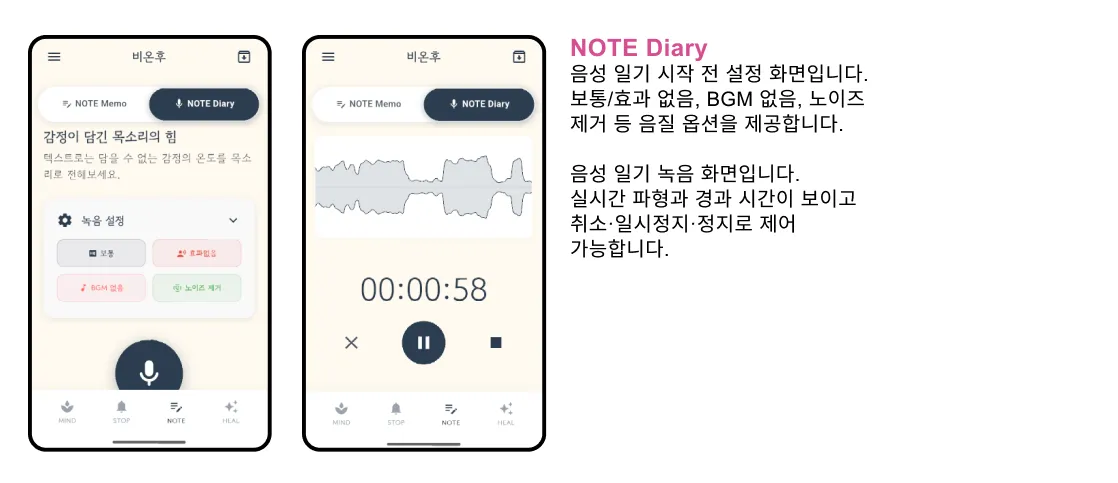 비온후
NOTE Memo
NOTE Diary
감정이 담긴 목소리의 힘
텍스트로는 담을 수 없는 감정의 온도를 목소
리로 전해보세요.
녹음 설정
보통
효과없음
BGM 없음
노이즈 제거
MIND
STOP
NOTE
HEAL
비온후
NOTE Memo
NOTE Diary
00:00:58
MIND
STOP
NOTE
HEAL
NOTE Diary
음성 일기 시작 전 설정 화면입니다.
보통/효과 없음, BGM 없음, 노이즈
제거 등 음질 옵션을 제공합니다.
음성 일기 녹음 화면입니다.
실시간 파형과 경과 시간이 보이고
취소·일시정지·정지로 제어
가능합니다.